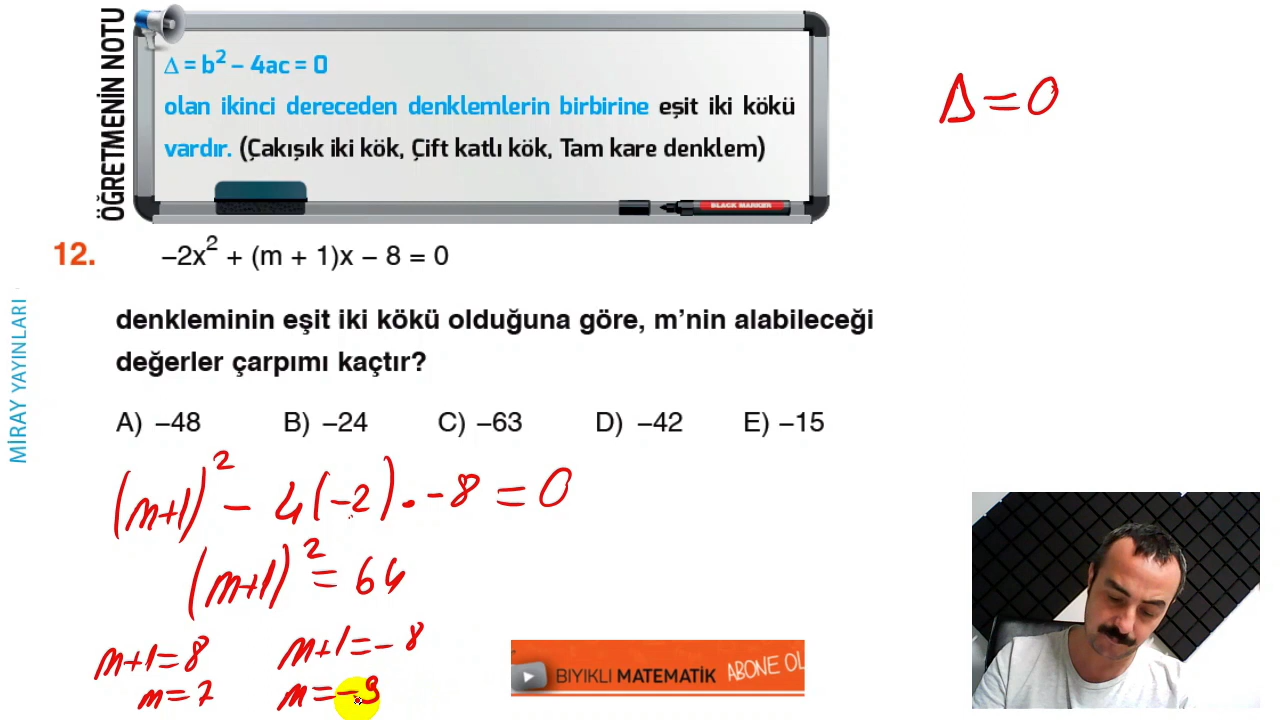 ÖĞRETMENİN NOTU
Δ = b² – 4ac = 0
olan ikinci dereceden denklemlerin birbirine eşit iki kökü
vardır. (Çakışık iki kök, Çift katlı kök, Tam kare denklem)
BLACK MARKER
Δ = 0
12. –2x² + (m + 1)x – 8 = 0
MİRAY YAYINLARI
denkleminin eşit iki kökü olduğuna göre, m’nin alabileceği
değerler çarpımı kaçtır?
A) –48 B) –24 C) –63 D) –42 E) –15
(m+1)² – 4(–2) . –8 = 0
(m+1)² = 64
m+1=8 m+1=–8
m=7 m=–9
BIYIKLI MATEMATİK ABONE OL